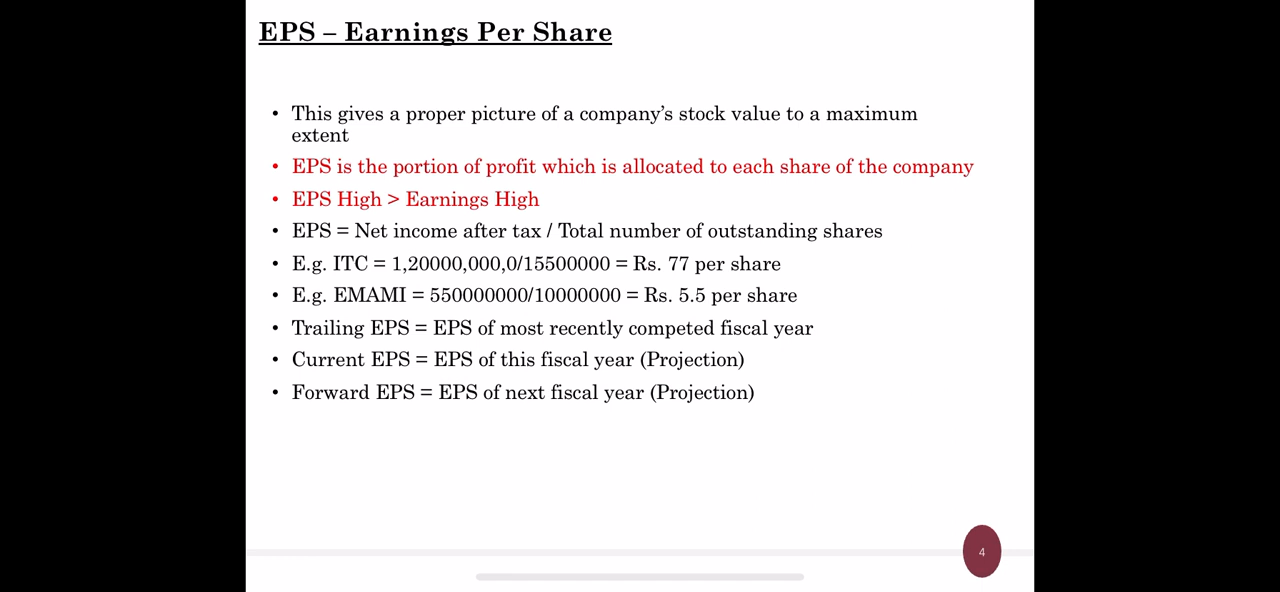 EPS – Earnings Per Share
• This gives a proper picture of a company's stock value to a maximum
extent
• EPS is the portion of profit which is allocated to each share of the company
• EPS High > Earnings High
• EPS = Net income after tax / Total number of outstanding shares
• E.g. ITC = 1,20000,000,0/15500000 = Rs. 77 per share
• E.g. EMAMI = 550000000/10000000 = Rs. 5.5 per share
• Trailing EPS = EPS of most recently competed fiscal year
• Current EPS = EPS of this fiscal year (Projection)
• Forward EPS = EPS of next fiscal year (Projection)
4